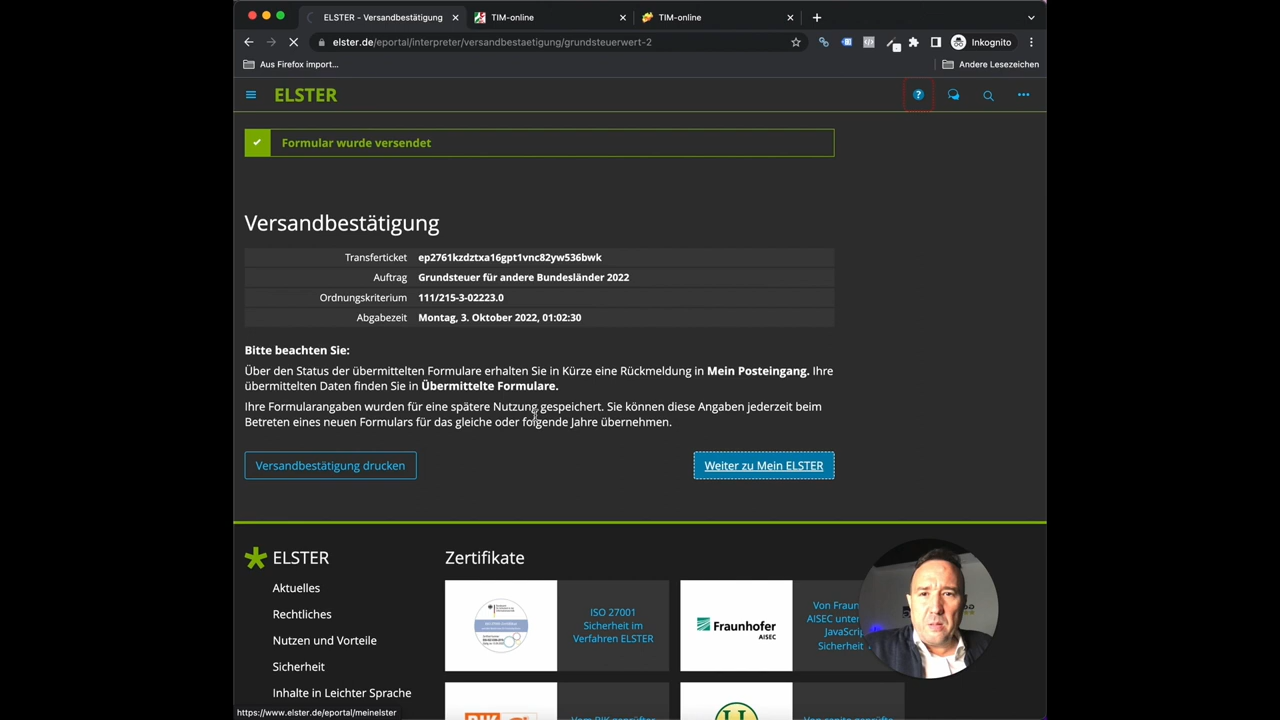 ELSTER - Versandbestätigung
TIM-online
TIM-online
elster.de/eportal/interpreter/versandbestaetigung/grundsteuerwert-2
Inkognito
Aus Firefox import...
Andere Lesezeichen
ELSTER
Formular wurde versendet
Versandbestätigung
Transferticket ep2761kzdztxa16gpt1vnc82yw536bwk
Auftrag Grundsteuer für andere Bundesländer 2022
Ordnungskriterium 111/215-3-02223.0
Abgabezeit Montag, 3. Oktober 2022, 01:02:30
Bitte beachten Sie:
Über den Status der übermittelten Formulare erhalten Sie in Kürze eine Rückmeldung in Mein Posteingang. Ihre
übermittelten Daten finden Sie in Übermittelte Formulare.
Ihre Formularangaben wurden für eine spätere Nutzung gespeichert. Sie können diese Angaben jederzeit beim
Betreten eines neuen Formulars für das gleiche oder folgende Jahre übernehmen.
Versandbestätigung drucken
Weiter zu Mein ELSTER
ELSTER
Aktuelles
Rechtliches
Nutzen und Vorteile
Sicherheit
Inhalte in Leichter Sprache
Zertifikate
ISO 27001
Sicherheit im
Verfahren ELSTER
Fraunhofer
AISEC
Von Fraun
AISEC unter
JavaScrip
Sicherheit
https://www.elster.de/eportal/meinelster